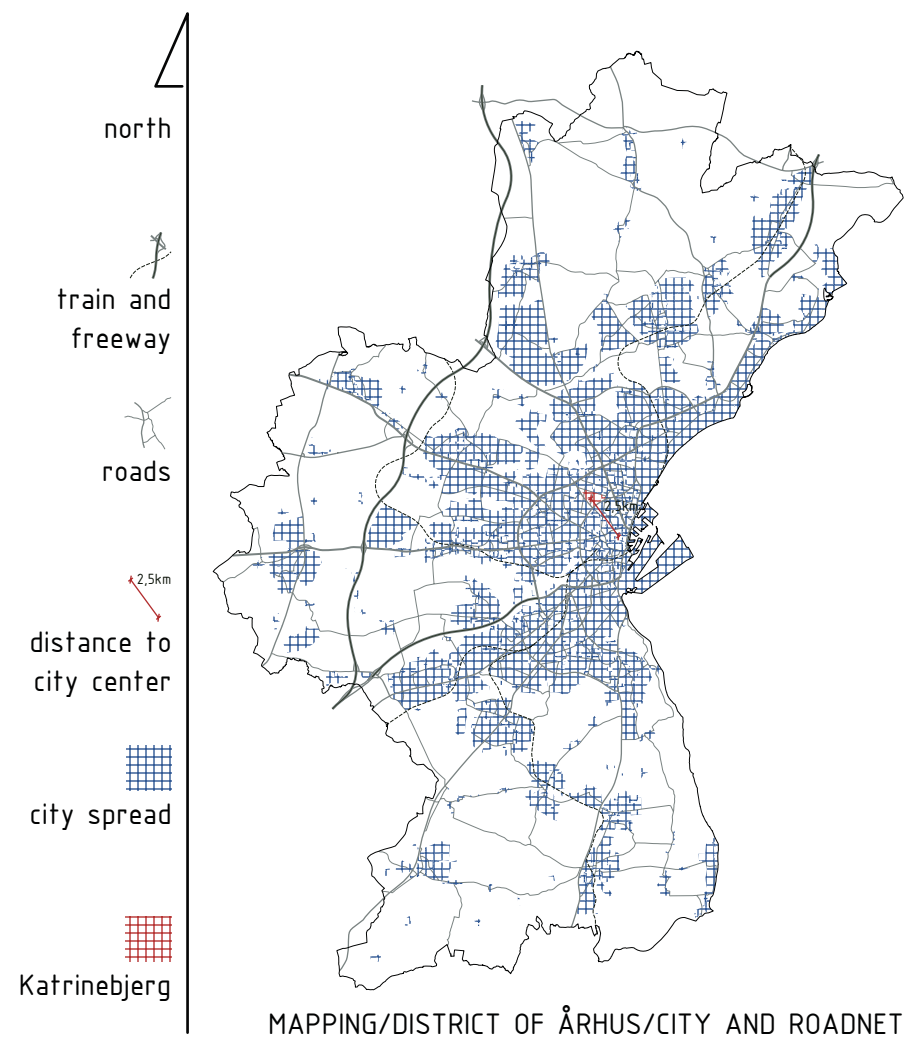 north
train and
freeway
roads
2,5km
distance to
city center
city spread
Katrinebjerg
2,5km
MAPPING/DISTRICT OF ÅRHUS/CITY AND ROADNET